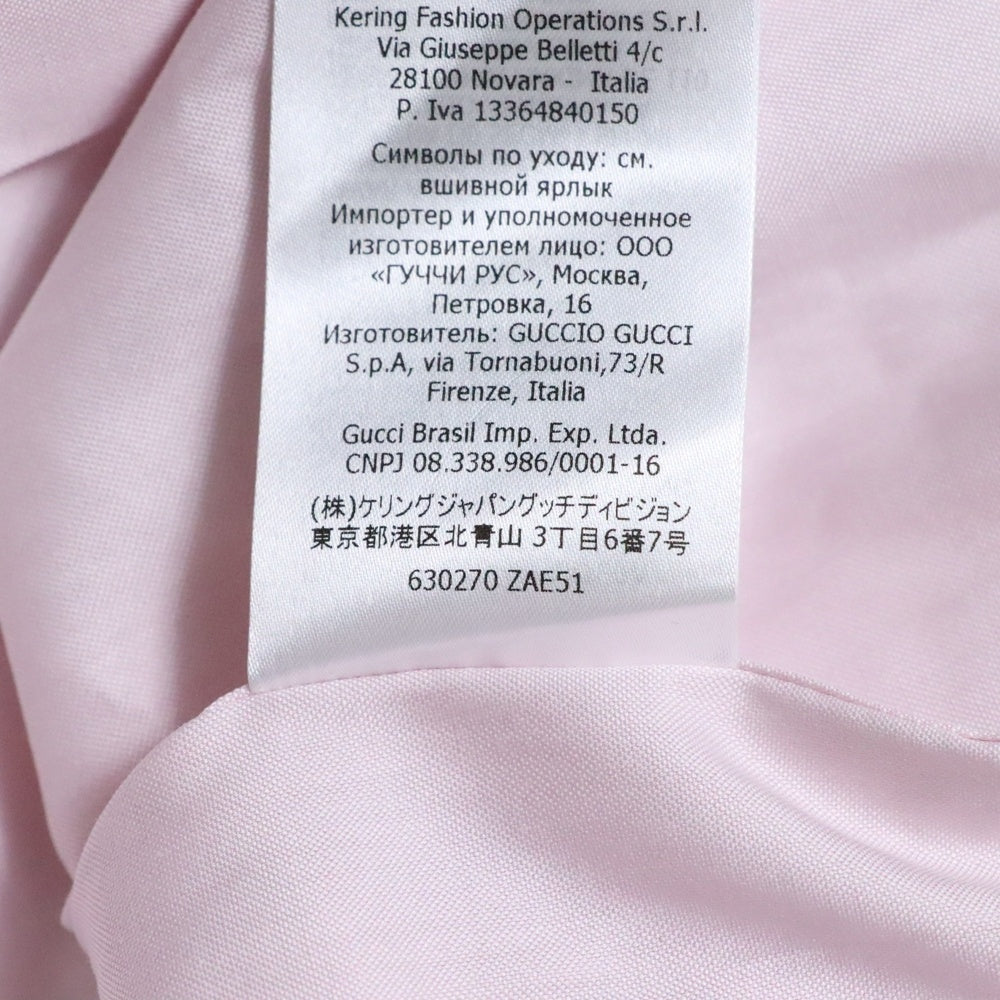 Kering Fashion Operations S.r.l.
Via Giuseppe Belletti 4/c
28100 Novara - Italia
P. Iva 13364840150
Символы по уходу: см.
вшивной ярлык
Импортер и уполномоченное
изготовителем лицо: ООО
«ГУЧЧИ РУС», Москва,
Петровка, 16
Изготовитель: GUCCIO GUCCI
S.p.A, via Tornabuoni,73/R
Firenze, Italia
Gucci Brasil Imp. Exp. Ltda.
CNPJ 08.338.986/0001-16
(株)ケリングジャパングッチディビジョン
東京都港区北青山 3丁目6番7号
630270 ZAE51